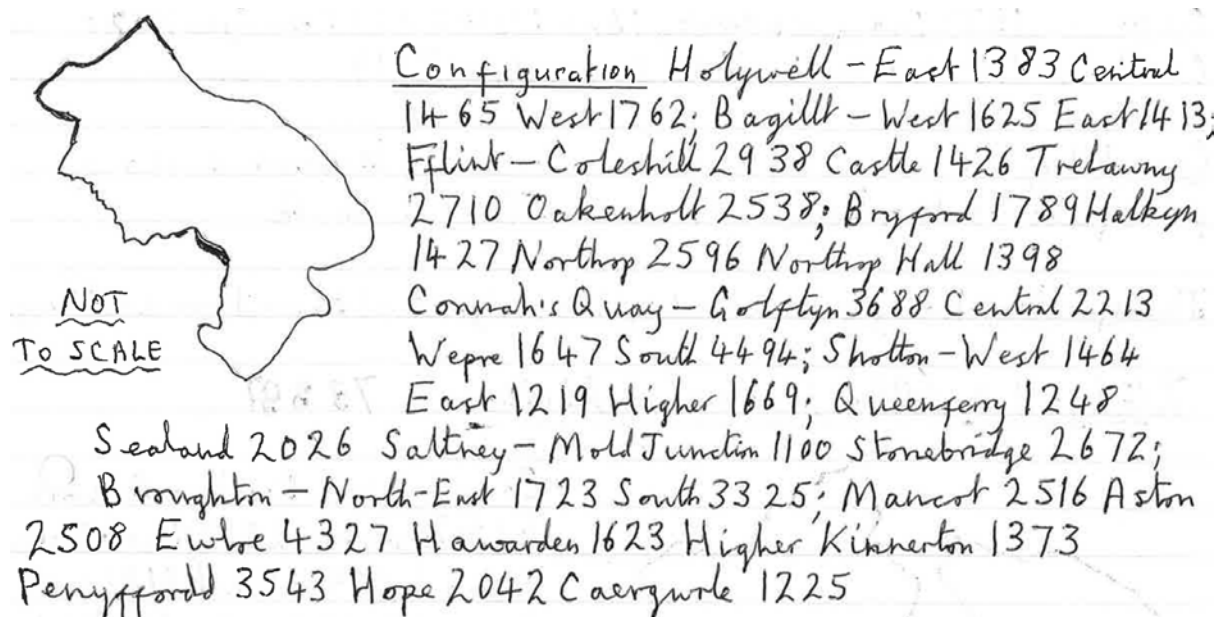 Configuration Holywell - East 1383 Central
1465 West 1762; Bagillt - West 1625 East 1413;
Fflint - Coleshill 2938 Castle 1426 Trelawny
2710 Oakenholt 2538; Bryford 1789 Halkyn
1427 Northop 2596 Northop Hall 1398
Connah's Quay - Golftyn 3688 Central 2213
Wepre 1647 South 4494; Shotton - West 1464
East 1219 Higher 1669; Queenferry 1248
Sealand 2026 Saltney - Mold Junction 1100 Stonebridge 2672;
Broughton - North-East 1723 South 3325; Mancot 2516 Aston
2508 Ewloe 4327 Hawarden 1623 Higher Kinnerton 1373
Penyffordd 3543 Hope 2042 Caergwrle 1225
NOT
TO SCALE